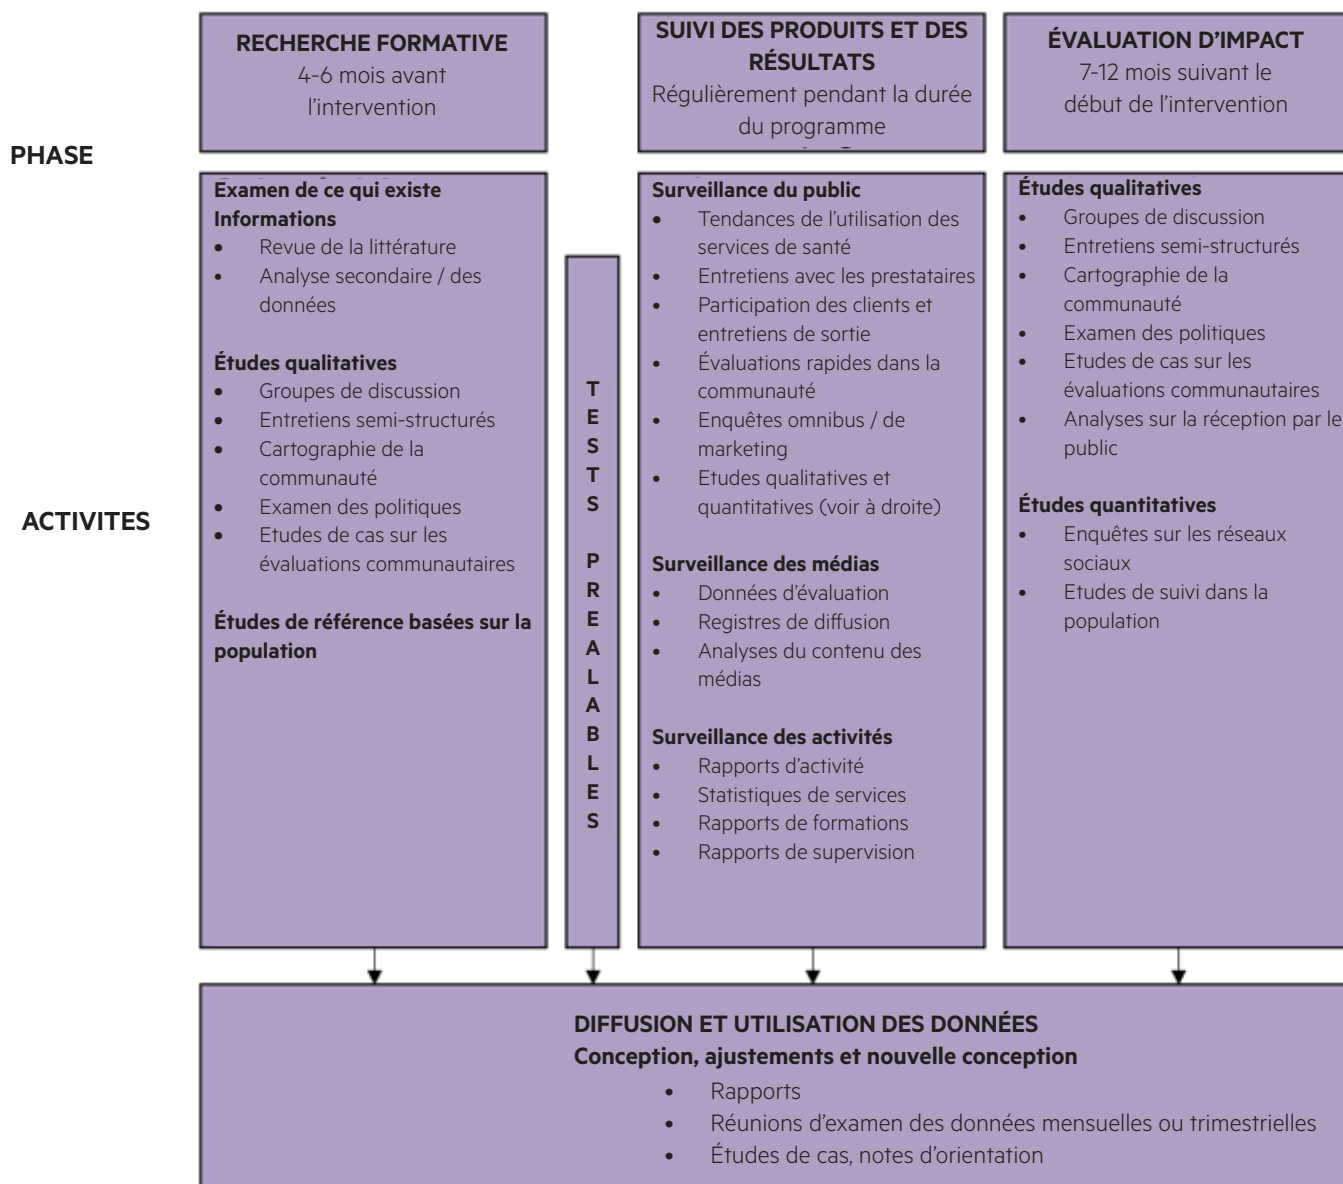 RECHERCHE FORMATIVE
4-6 mois avant
l’intervention
SUIVI DES PRODUITS ET DES
RÉSULTATS
Régulièrement pendant la durée
du programme
ÉVALUATION D’IMPACT
7-12 mois suivant le
début de l’intervention
PHASE
ACTIVITES
Examen de ce qui existe
Informations
• Revue de la littérature
• Analyse secondaire / des
données
Études qualitatives
• Groupes de discussion
• Entretiens semi-structurés
• Cartographie de la
communauté
• Examen des politiques
• Etudes de cas sur les
évaluations communautaires
Études de référence basées sur la
population
TESTS PREALABLES
Surveillance du public
• Tendances de l’utilisation des
services de santé
• Entretiens avec les prestataires
• Participation des clients et
entretiens de sortie
• Évaluations rapides dans la
communauté
• Enquêtes omnibus / de
marketing
• Etudes qualitatives et
quantitatives (voir à droite)
Surveillance des médias
• Données d’évaluation
• Registres de diffusion
• Analyses du contenu des
médias
Surveillance des activités
• Rapports d’activité
• Statistiques de services
• Rapports de formations
• Rapports de supervision
Études qualitatives
• Groupes de discussion
• Entretiens semi-structurés
• Cartographie de la
communauté
• Examen des politiques
• Etudes de cas sur les
évaluations communautaires
• Analyses sur la réception par le
public
Études quantitatives
• Enquêtes sur les réseaux
sociaux
• Etudes de suivi dans la
population
DIFFUSION ET UTILISATION DES DONNÉES
Conception, ajustements et nouvelle conception
• Rapports
• Réunions d’examen des données mensuelles ou trimestrielles
• Études de cas, notes d’orientation